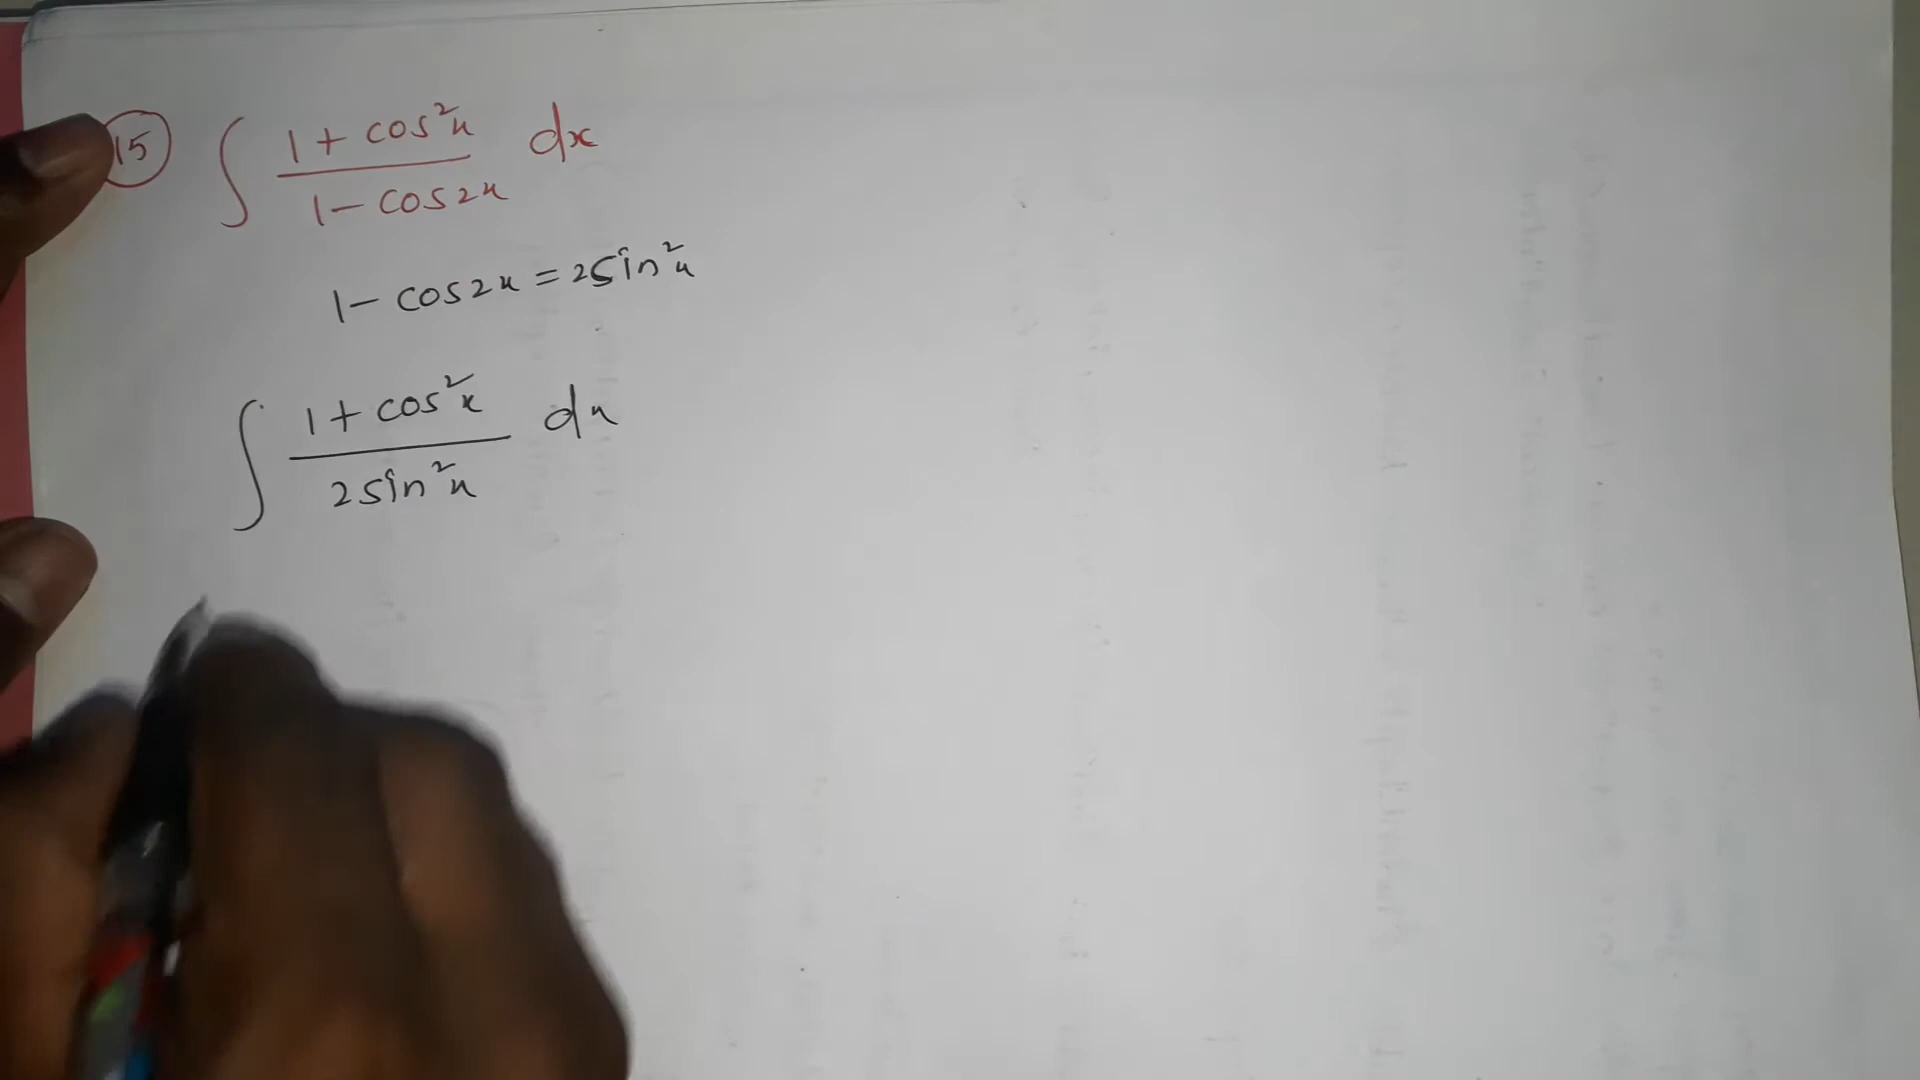 15 ∫ 1 + cos²x / 1 - cos2x dx
1 - cos2x = 2sin²x
∫ 1 + cos²x / 2sin²x dx